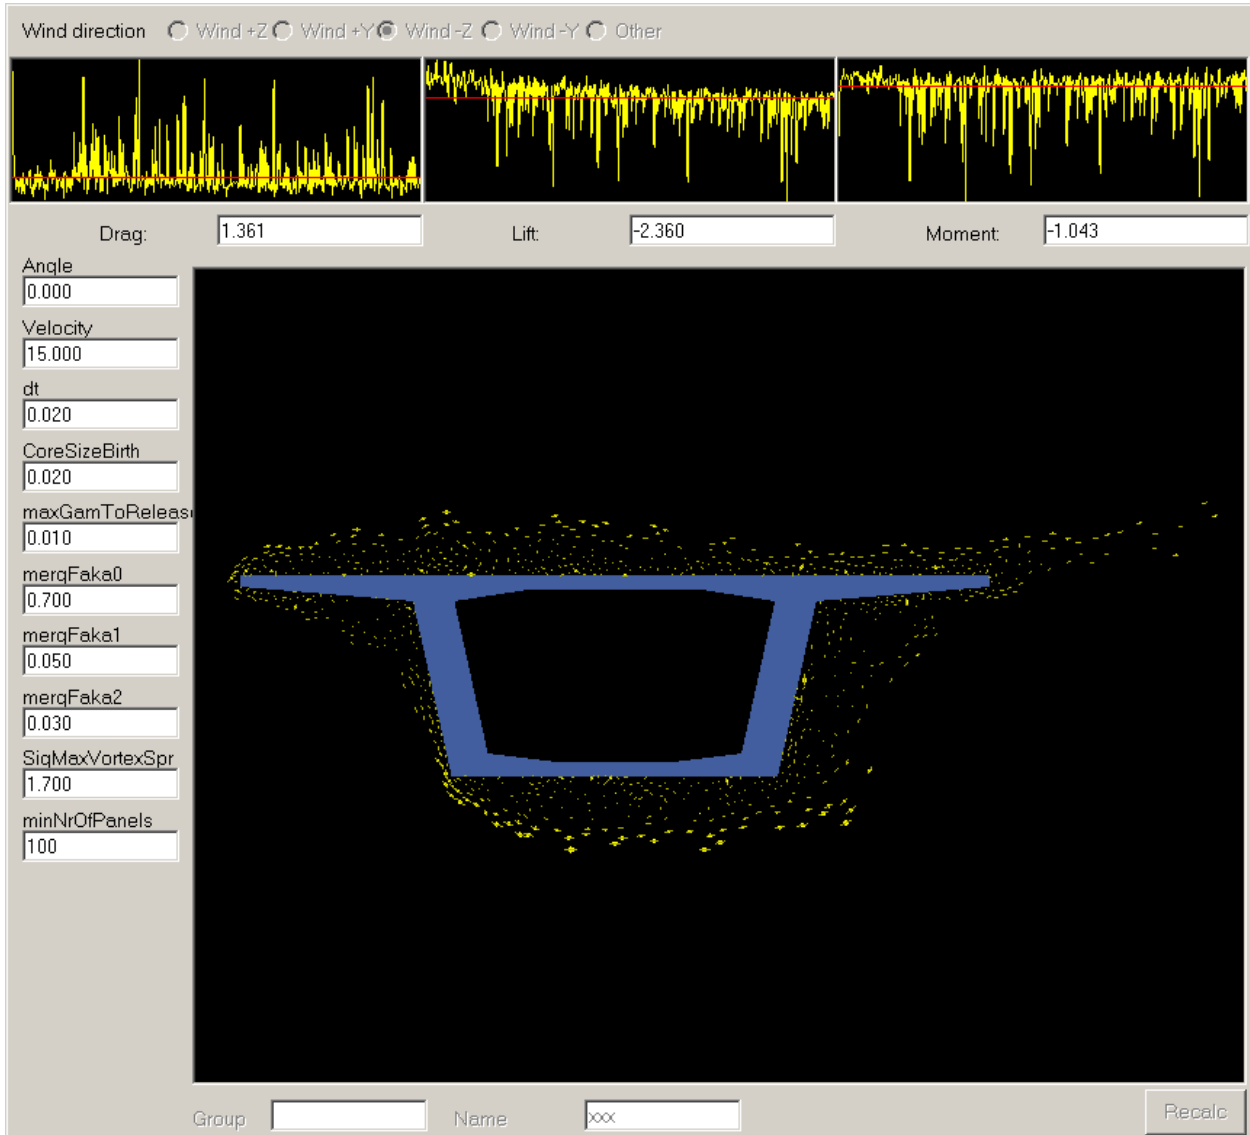 Wind direction Wind +Z Wind +Y Wind -Z Wind -Y Other
Drag: 1.361 Lift: -2.360 Moment: -1.043
Angle
0.000
Velocity
15.000
dt
0.020
CoreSizeBirth
0.020
maxGamToReleas
0.010
mergFaka0
0.700
mergFaka1
0.050
mergFaka2
0.030
SigMaxVortexSpr
1.700
minNrOfPanels
100
Group Name xxx Recalc